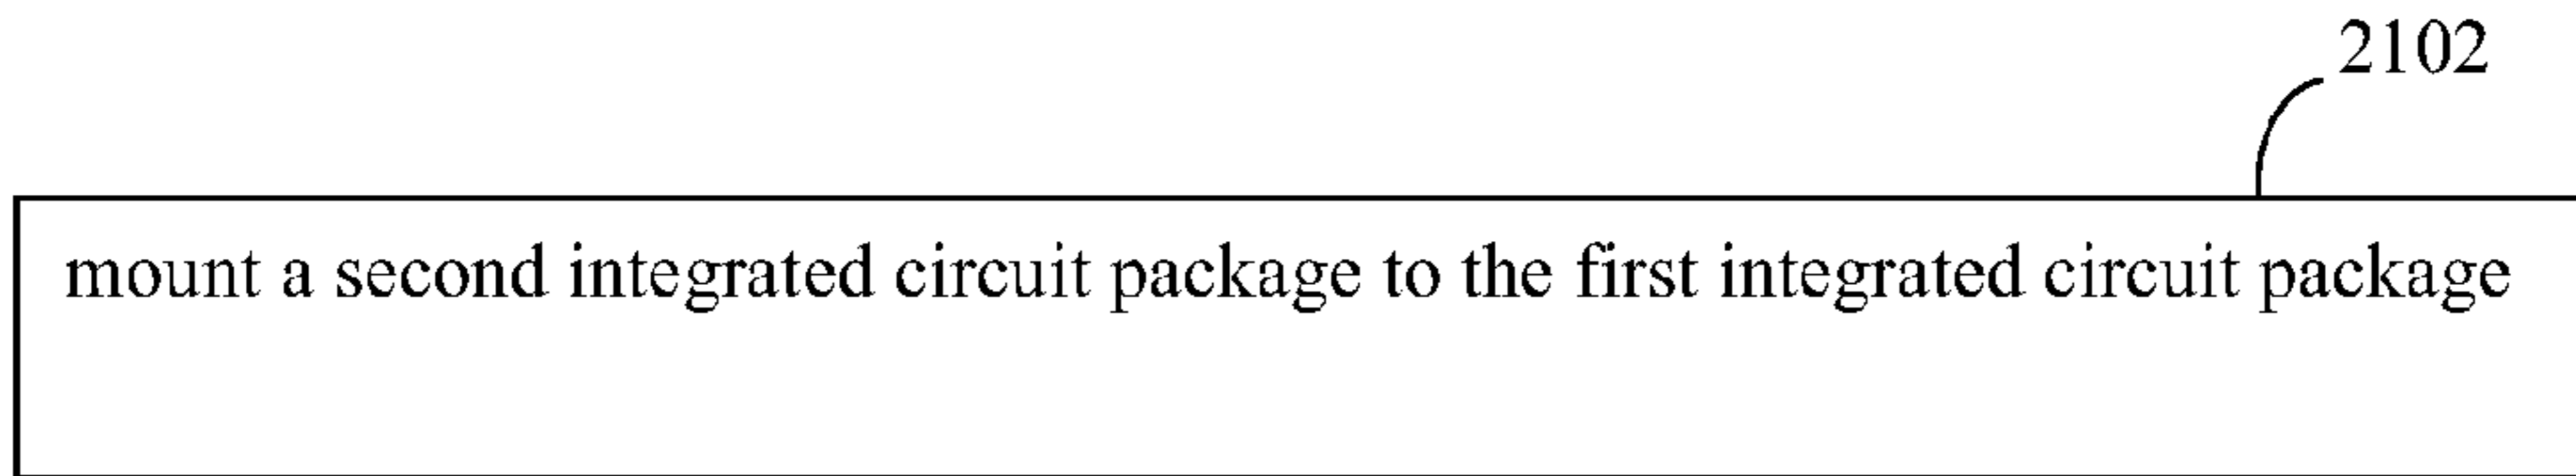 2102
mount a second integrated circuit package to the first integrated circuit package